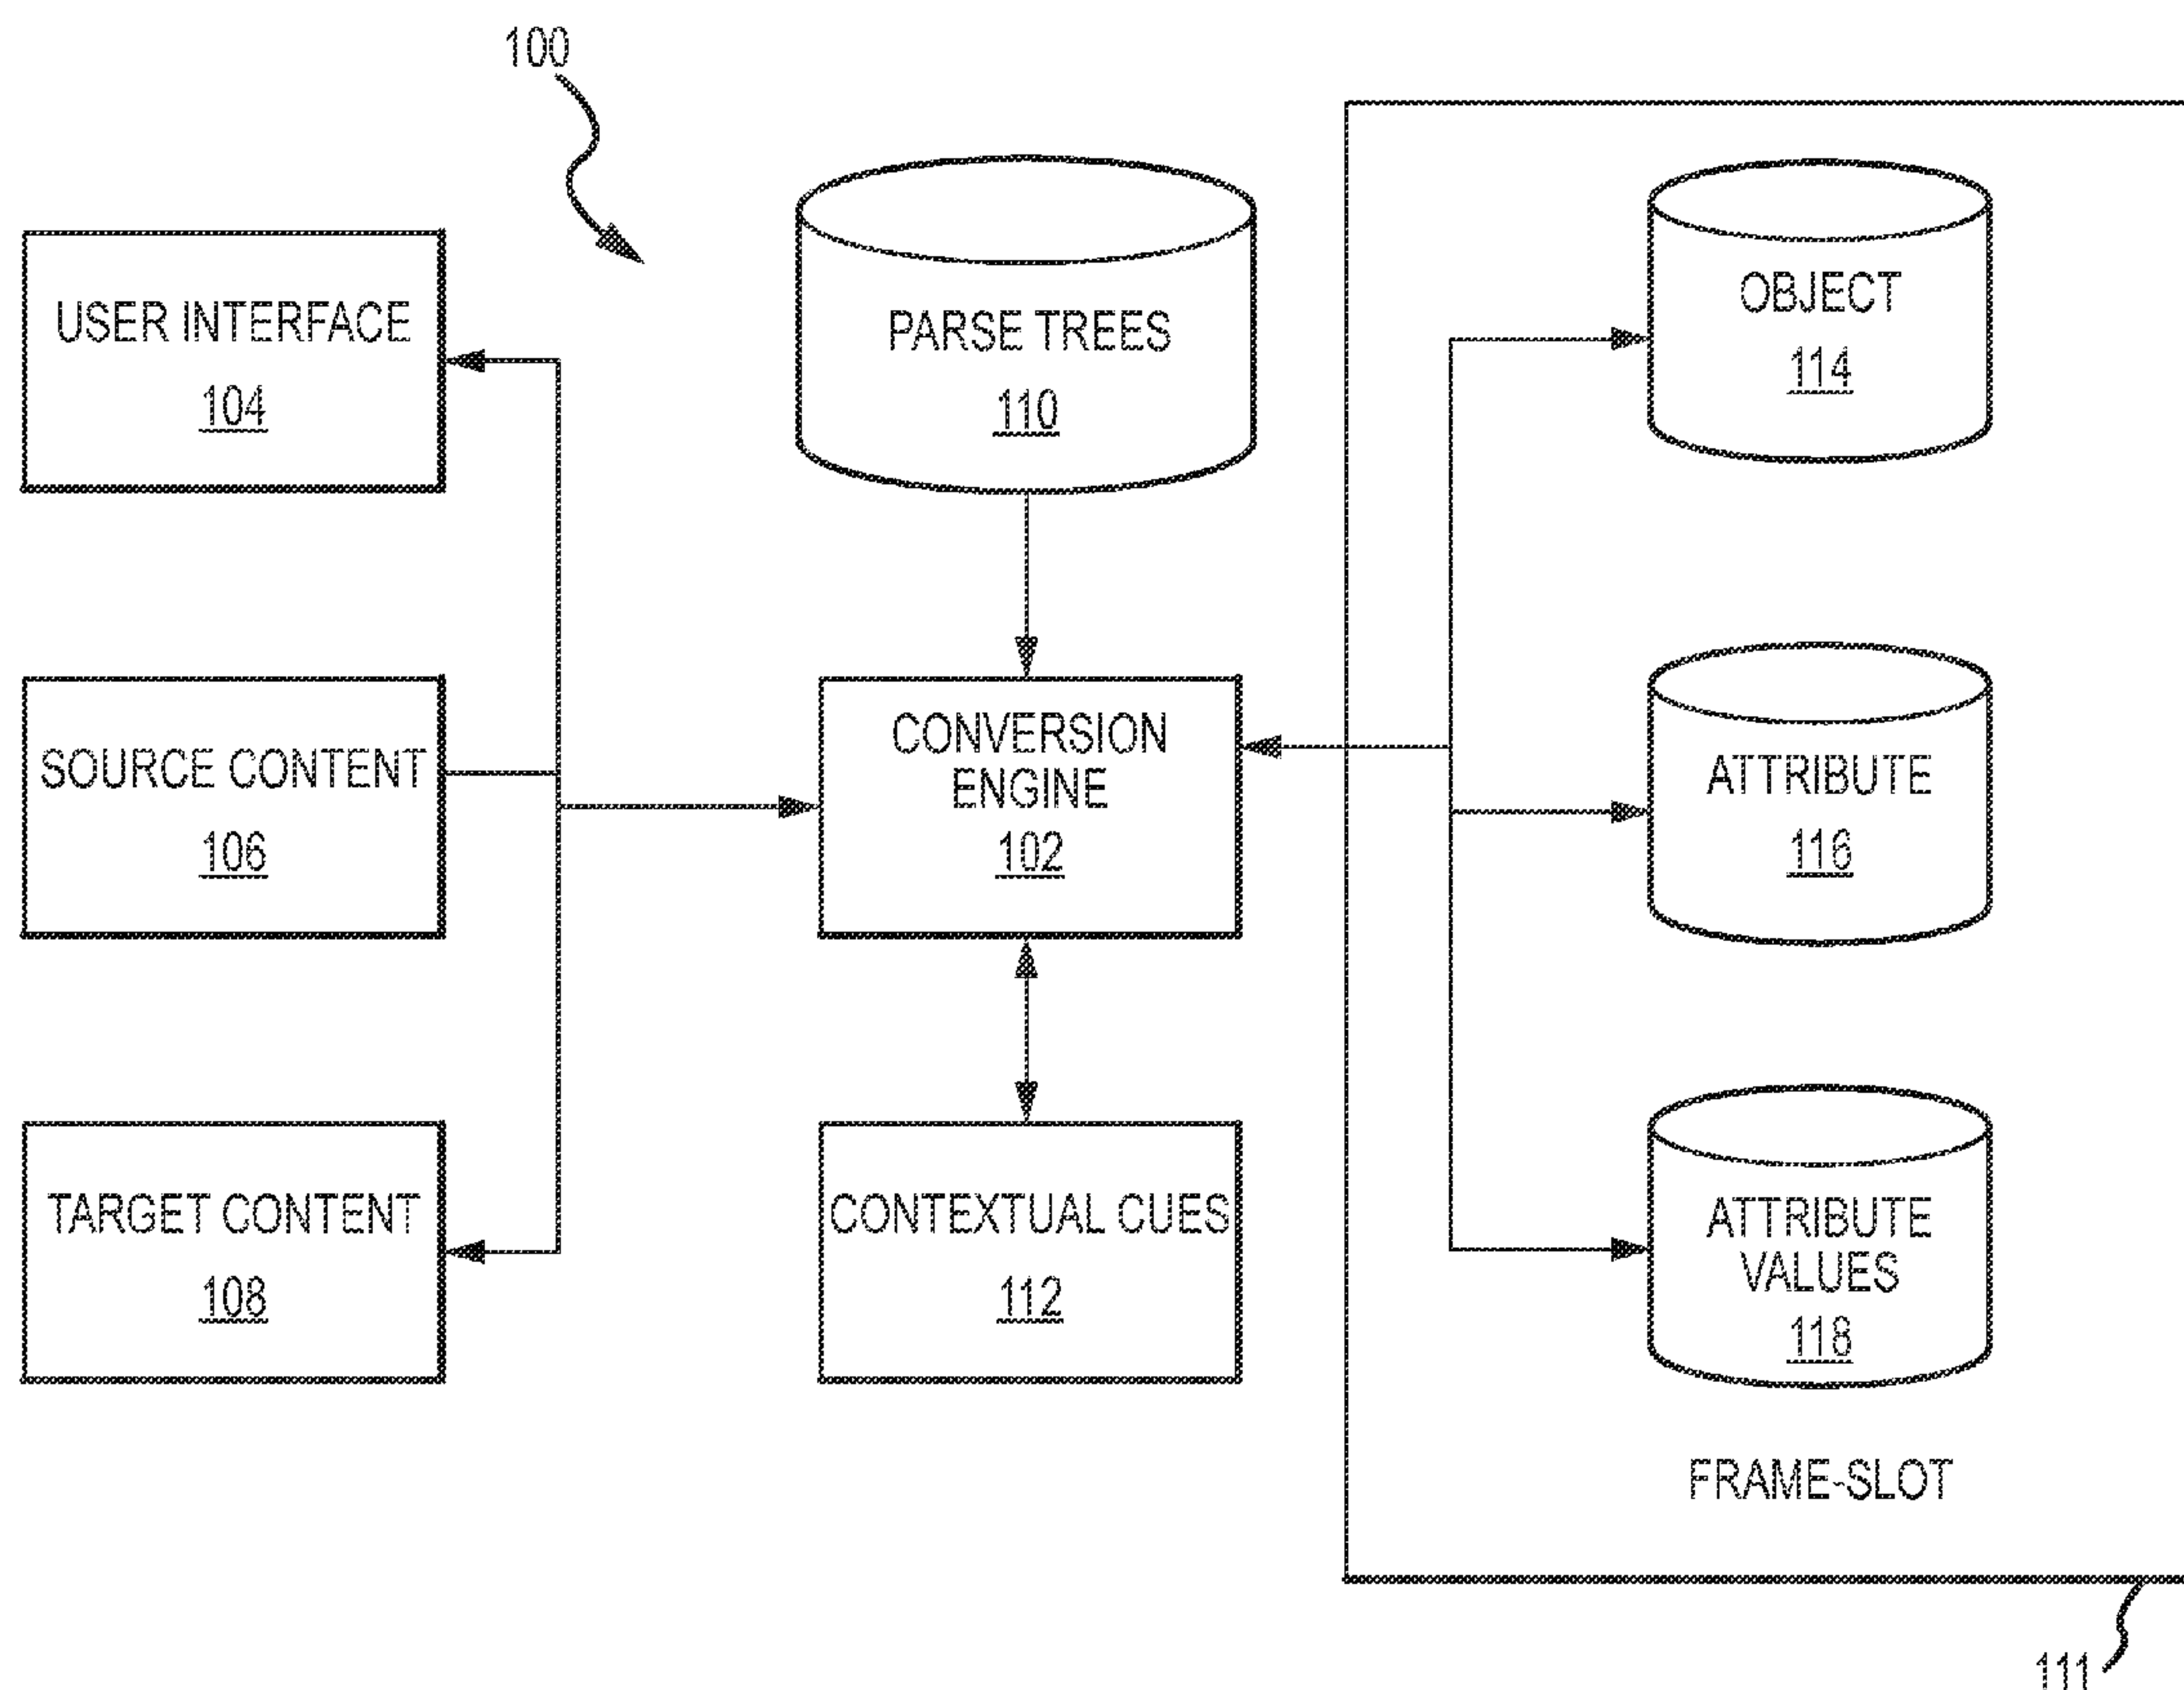 100
USER INTERFACE
104
SOURCE CONTENT
106
TARGET CONTENT
108
PARSE TREES
110
CONVERSION
ENGINE
102
CONTEXTUAL CUES
112
OBJECT
114
ATTRIBUTE
116
ATTRIBUTE
VALUES
118
FRAME-SLOT
111